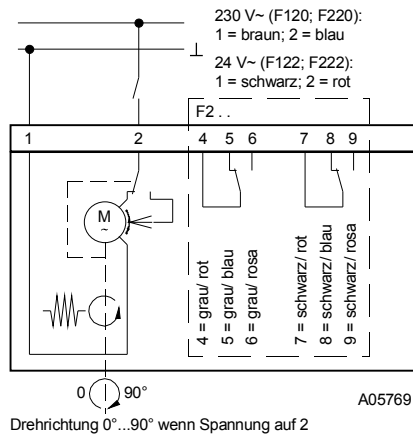 230 V~ (F120; F220):
1 = braun; 2 = blau
24 V~ (F122; F222):
1 = schwarz; 2 = rot
F2 . .
1 2 4 5 6 7 8 9
M
~
4 = grau/ rot
5 = grau/ blau
6 = grau/ rosa
7 = schwarz/ rot
8 = schwarz/ blau
9 = schwarz/ rosa
0 90°
A05769
Drehrichtung 0°...90° wenn Spannung auf 2